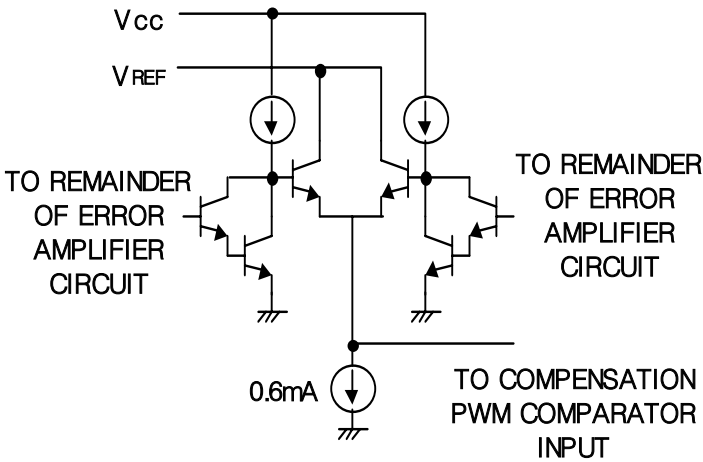 Vcc
VREF
TO REMAINDER
OF ERROR
AMPLIFIER
CIRCUIT
TO REMAINDER
OF ERROR
AMPLIFIER
CIRCUIT
0.6mA
TO COMPENSATION
PWM COMPARATOR
INPUT